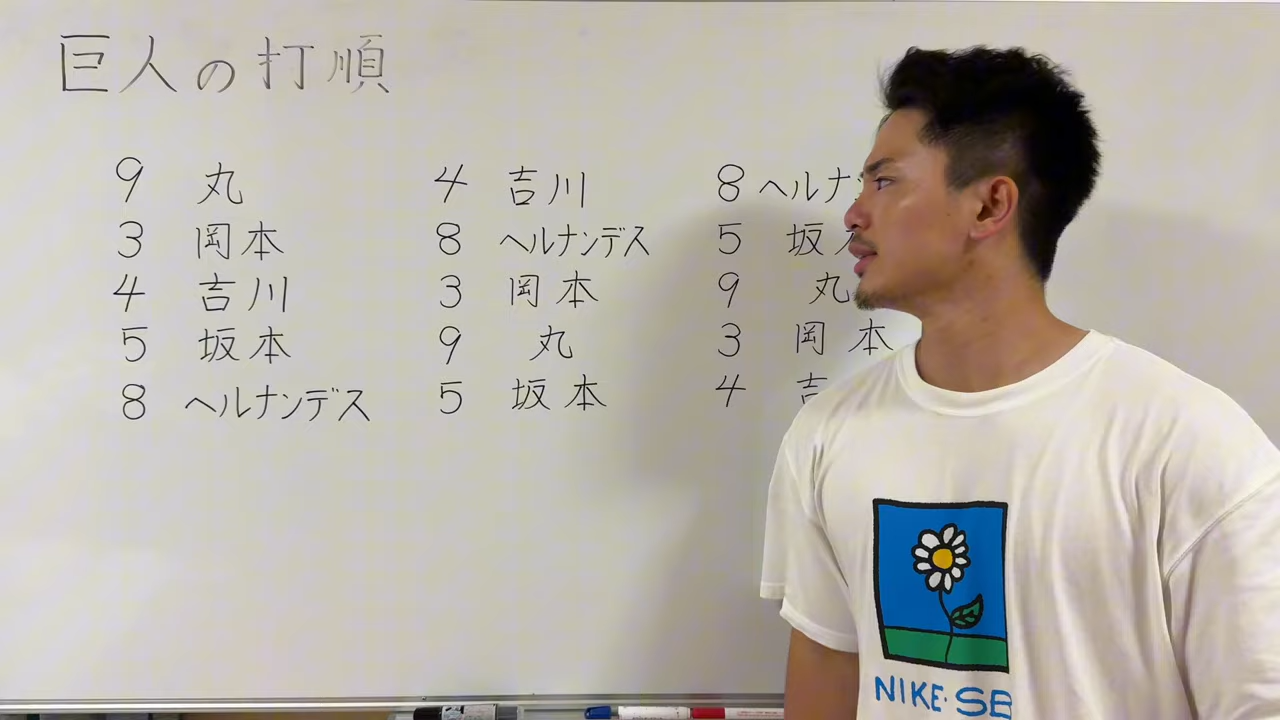 巨人の打順
9 丸
3 岡本
4 吉川
5 坂本
8 ヘルナンデス
4 吉川
8 ヘルナンデス
3 岡本
9 丸
5 坂本
8 ヘルナ
5 坂
9 丸
3 岡本
4 吉
NIKE・SB